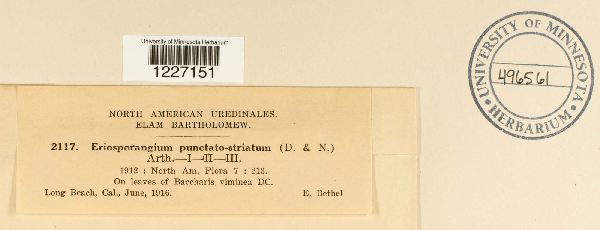 University of Minnesota Herbarium
1227151
UNIVERSITY OF MINNESOTA
HERBARIUM
496561
NORTH AMERICAN UREDINALES.
ELAM BARTHOLOMEW.
2117. Eriosporangium punctato-striatum (D. & N.)
Arth.—I—II—III.
1912 : North Am. Flora 7 : 213.
On leaves of Baccharis viminea DC.
Long Beach, Cal., June, 1916. E. Bethel